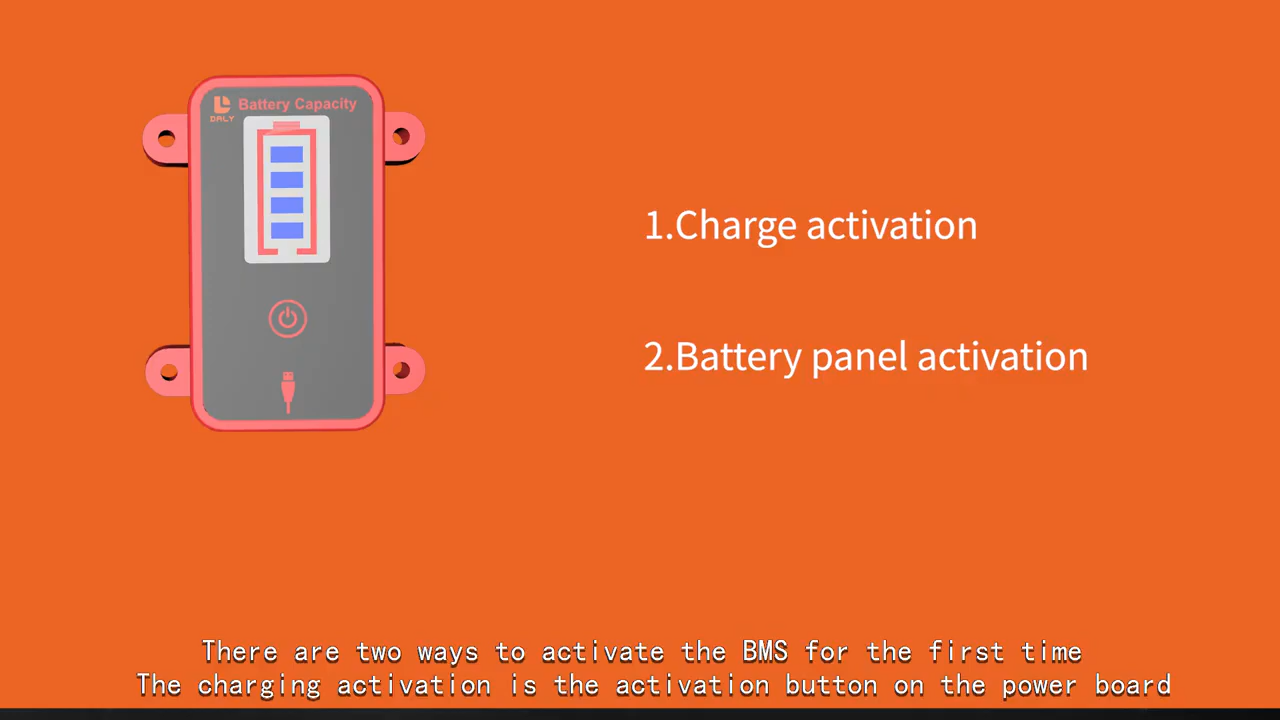 DALY
Battery Capacity
1.Charge activation
2.Battery panel activation
There are two ways to activate the BMS for the first time
The charging activation is the activation button on the power board